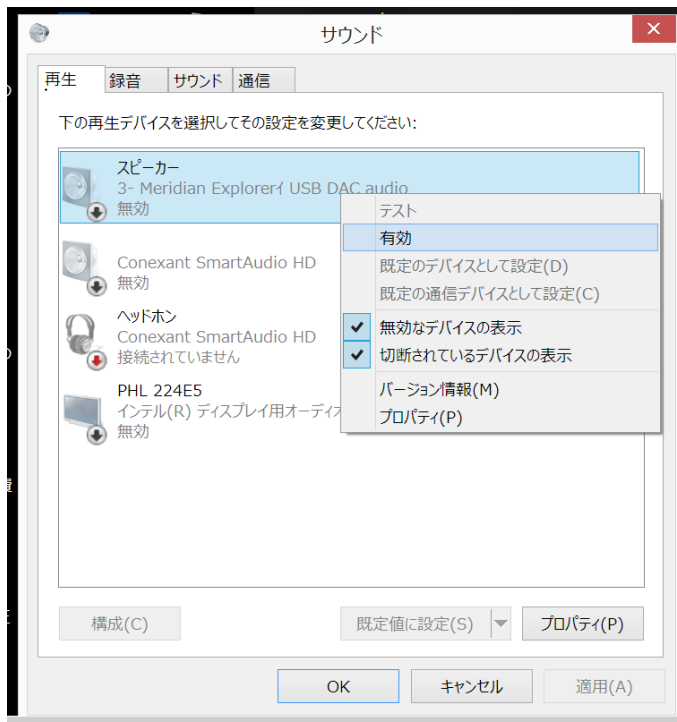 サウンド
再生
録音
サウンド
通信
下の再生デバイスを選択してその設定を変更してください:
スピーカー
3- Meridian Explorerｲ USB DAC audio
無効
Conexant SmartAudio HD
無効
ヘッドホン
Conexant SmartAudio HD
接続されていません
PHL 224E5
インテル(R) ディスプレイ用オーディオ
無効
テスト
有効
既定のデバイスとして設定(D)
既定の通信デバイスとして設定(C)
無効なデバイスの表示
切断されているデバイスの表示
バージョン情報(M)
プロパティ(P)
構成(C)
既定値に設定(S)
プロパティ(P)
OK
キャンセル
適用(A)